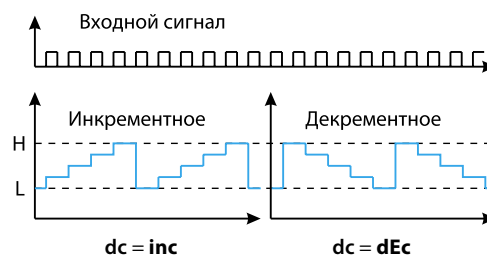 Входной сигнал
Инкрементное
Декрементное
H
L
dc = inc
dc = dEc